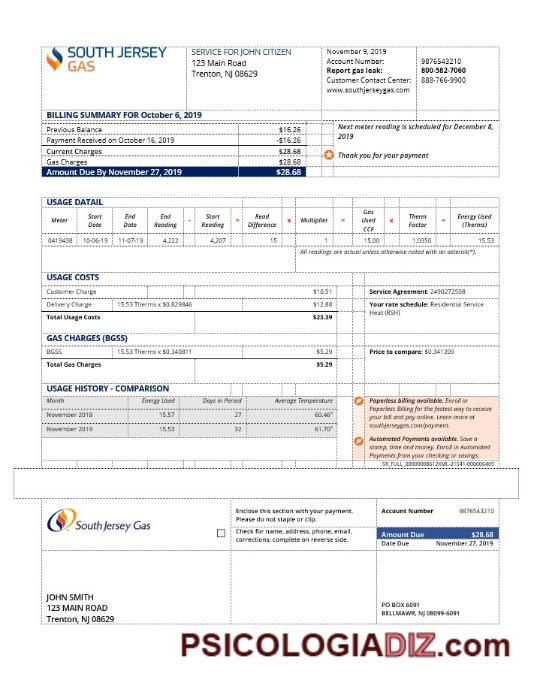 SOUTH JERSEY
GAS
SERVICE FOR JOHN CITIZEN
123 Main Road
Trenton, NJ 08629
November 9, 2019
Account Number: 9876543210
Report gas leak: 800-582-7060
Customer Contact Center: 888-766-9900
www.southjerseygas.com
BILLING SUMMARY FOR October 6, 2019
Previous Balance $16.26
Payment Received on October 16, 2019 -$16.26
Current Charges $28.68
Gas Charges $28.68
Amount Due By November 27, 2019 $28.68
Next meter reading is scheduled for December 8,
2019
Thank you for your payment
USAGE DATAIL
Meter Start Date End Date End Reading - Start Reading = Read Difference x Multiplier = Gas Used CCF x Therm Factor = Energy Used (Therms)
0419438 10-06-19 11-07-19 4,222 4,207 15 1 15.00 1.0350 15.53
All readings are actual unless otherwise noted with an asterisk(*).
USAGE COSTS
Customer Charge $10.51
Delivery Charge 15.53 Therms x $0.829846 $12.88
Total Usage Costs $23.39
Service Agreement: 2490272508
Your rate schedule: Residential Service
Heat (RSH)
GAS CHARGES (BGSS)
BGSS 15.53 Therms x $0.340811 $5.29
Total Gas Charges $5.29
Price to compare: $0.341209
USAGE HISTORY - COMPARISON
Month Energy Used Days in Period Average Temperature
November 2018 15.57 27 60.46°
November 2019 15.53 32 61.70°
Paperless billing available. Enroll in
Paperless Billing for the fastest way to receive
your bill and pay online. Learn more at
southjerseygas.com/payment.
Automated Payments available. Save a
stamp, time and money. Enroll in Automated
Payments from your checking or savings.
South Jersey Gas
Enclose this section with your payment.
Please do not staple or clip.
Check for name, address, phone, email,
corrections; complete on reverse side.
Account Number 9876543210
Amount Due $28.68
Date Due November 27, 2019
JOHN SMITH
123 MAIN ROAD
Trenton, NJ 08629
PO BOX 6091
BELLMAWR, NJ 08099-6091
PSICOLOGIADIZ.com